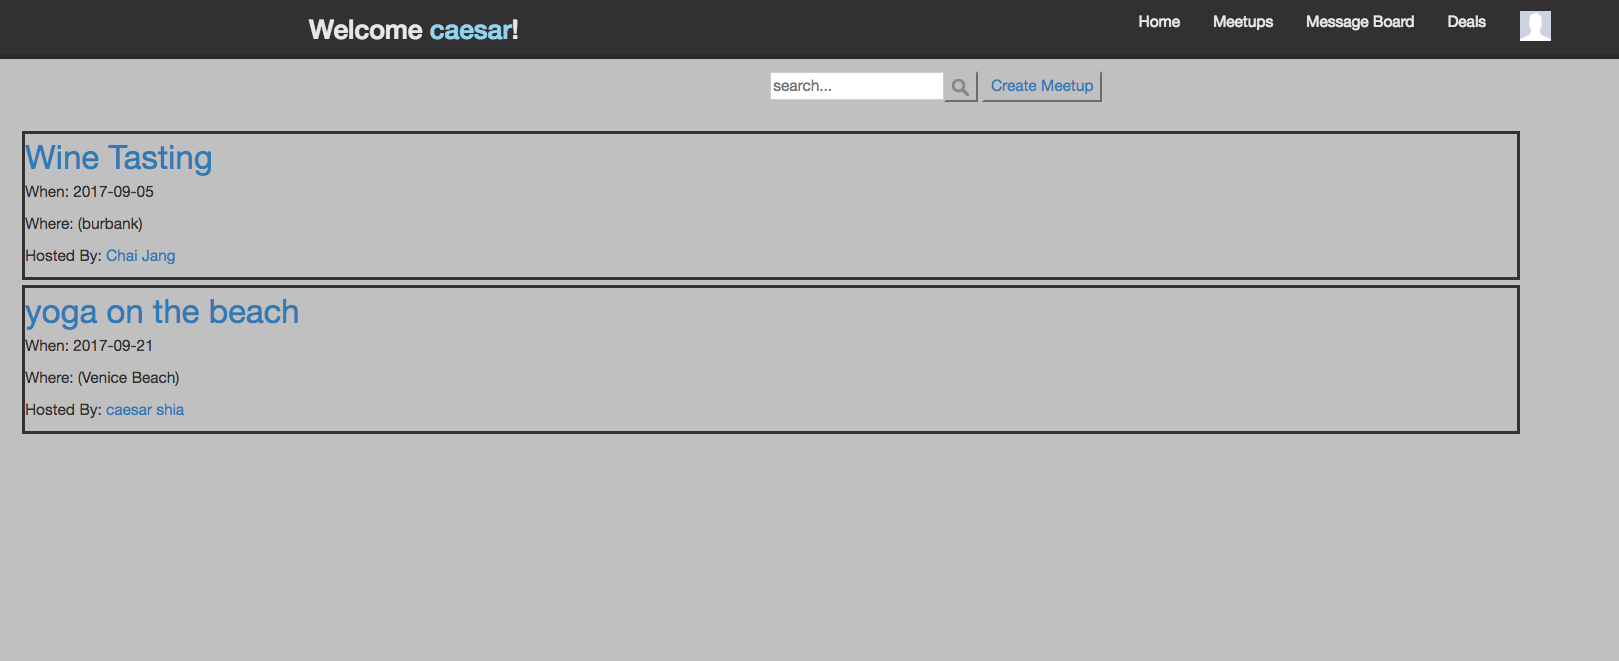 Welcome caesar!
Home Meetups Message Board Deals
search... Create Meetup
Wine Tasting
When: 2017-09-05
Where: (burbank)
Hosted By: Chai Jang
yoga on the beach
When: 2017-09-21
Where: (Venice Beach)
Hosted By: caesar shia